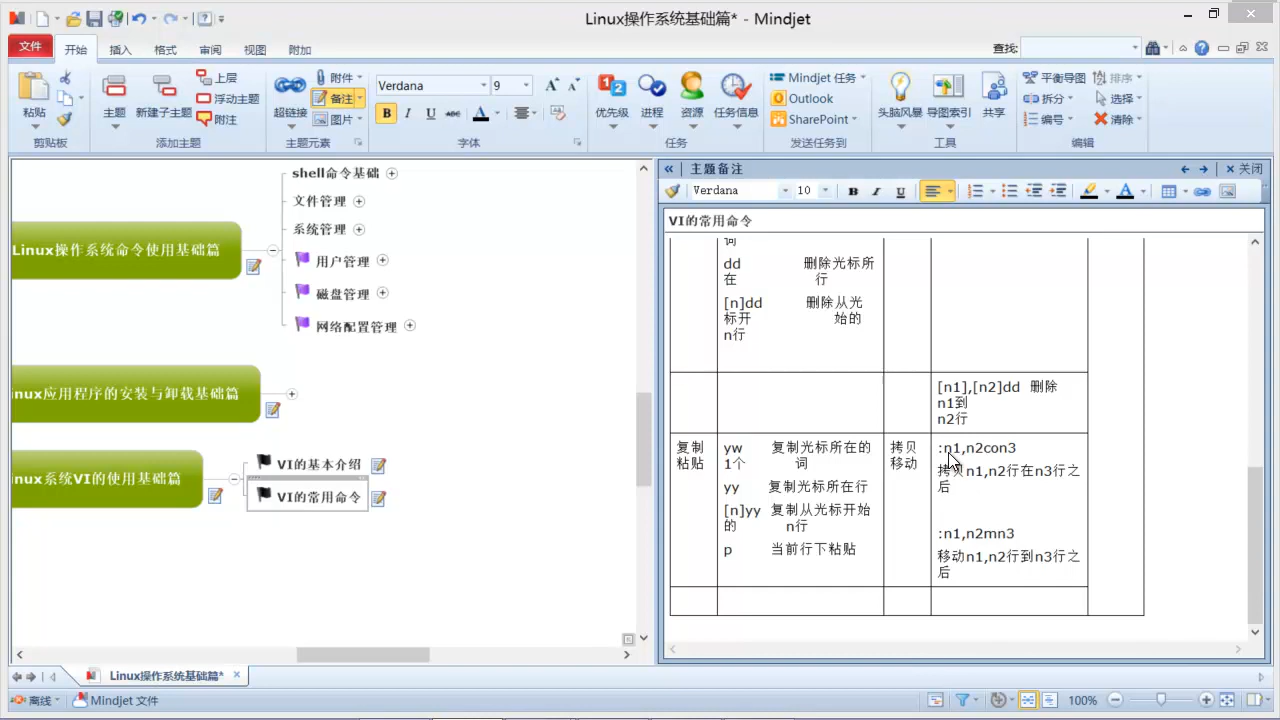 Linux操作系统基础篇* - Mindjet
文件 开始 插入 格式 审阅 视图 附加 查找:
粘贴 主题 新建子主题 上层 浮动主题 附注 超链接 附件 备注 图片 Verdana 9 优先级 进程 资源 任务信息 Mindjet 任务 Outlook SharePoint 头脑风暴 导图索引 共享 平衡导图 排序 拆分 选择 编号 清除
B I U abc A
剪贴板 添加主题 主题元素 字体 任务 发送任务到 工具 编辑
shell命令基础
文件管理
系统管理
Linux操作系统命令使用基础篇
用户管理
磁盘管理
网络配置管理
inux应用程序的安装与卸载基础篇
VI的基本介绍
nux系统VI的使用基础篇
VI的常用命令
主题备注 关闭
Verdana 10 B I U A
VI的常用命令
词
dd 删除光标所
在 行
[n]dd 删除从光
标开 始的
n行
[n1],[n2]dd 删除
n1到
n2行
复制
粘贴
yw 复制光标所在的
1个 词
yy 复制光标所在行
[n]yy 复制从光标开始
的 n行
p 当前行下粘贴
拷贝
移动
:n1,n2con3
拷贝n1,n2行在n3行之
后
:n1,n2mn3
移动n1,n2行到n3行之
后
Linux操作系统基础篇*
离线 Mindjet 文件 100%